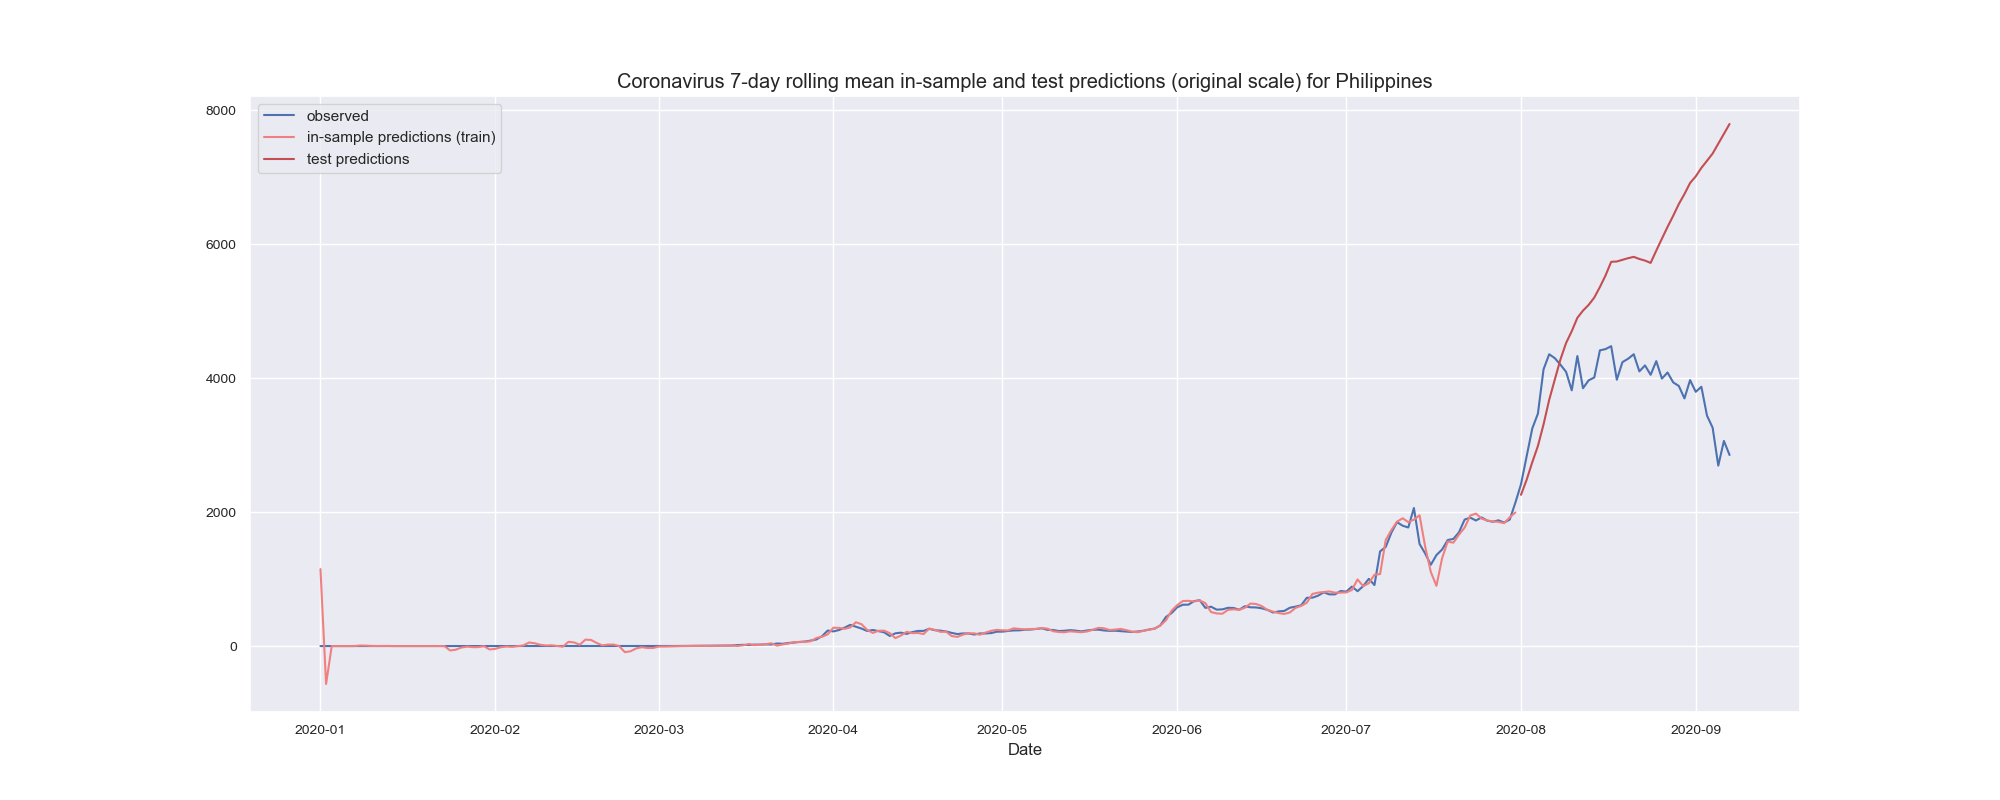 Coronavirus 7-day rolling mean in-sample and test predictions (original scale) for Philippines
observed
in-sample predictions (train)
test predictions
8000
6000
4000
2000
0
2020-01 2020-02 2020-03 2020-04 2020-05 2020-06 2020-07 2020-08 2020-09
Date